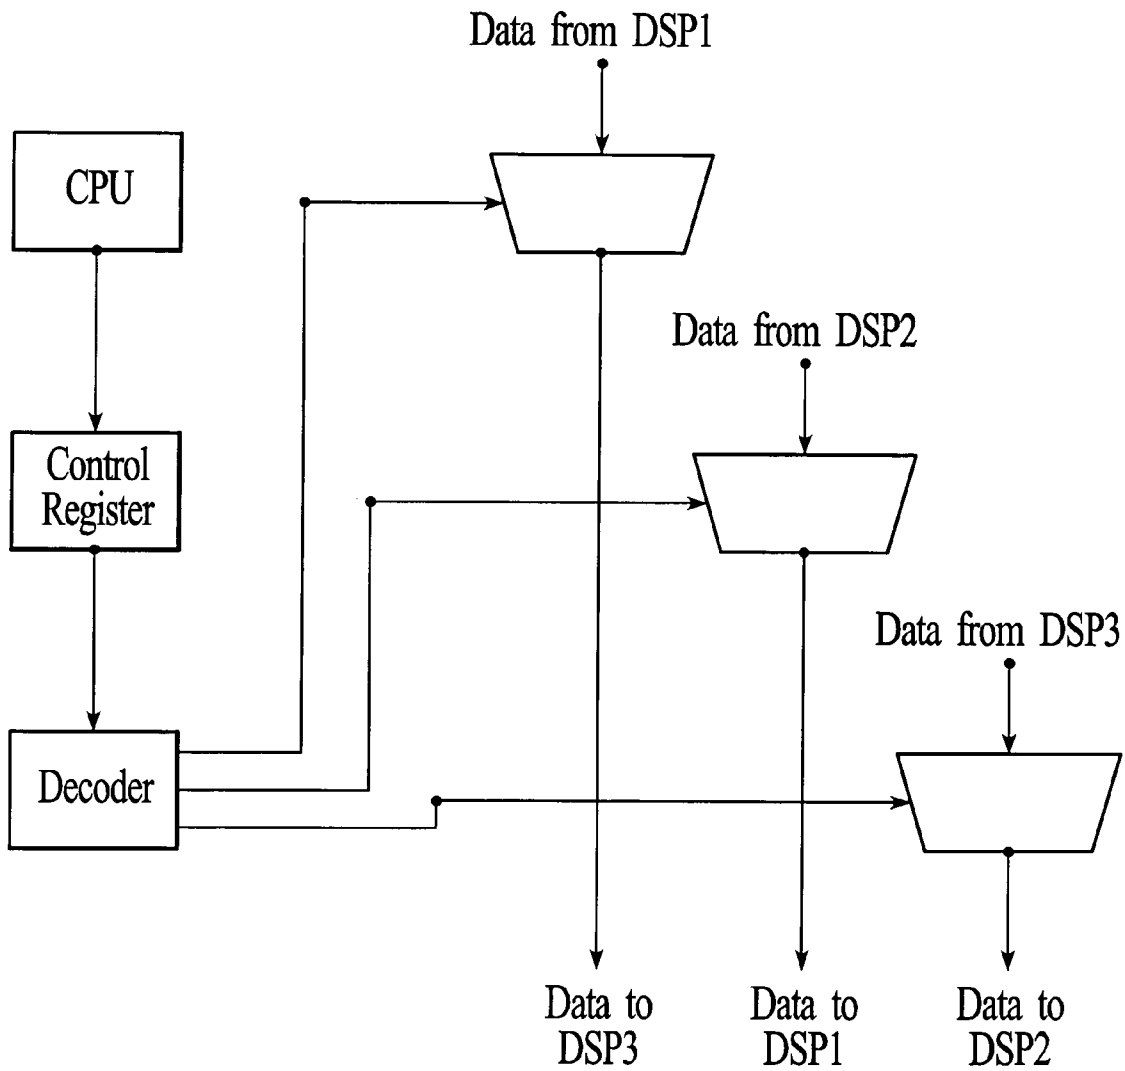 Data from DSP1
CPU
Data from DSP2
Control
Register
Data from DSP3
Decoder
Data to
DSP3
Data to
DSP1
Data to
DSP2